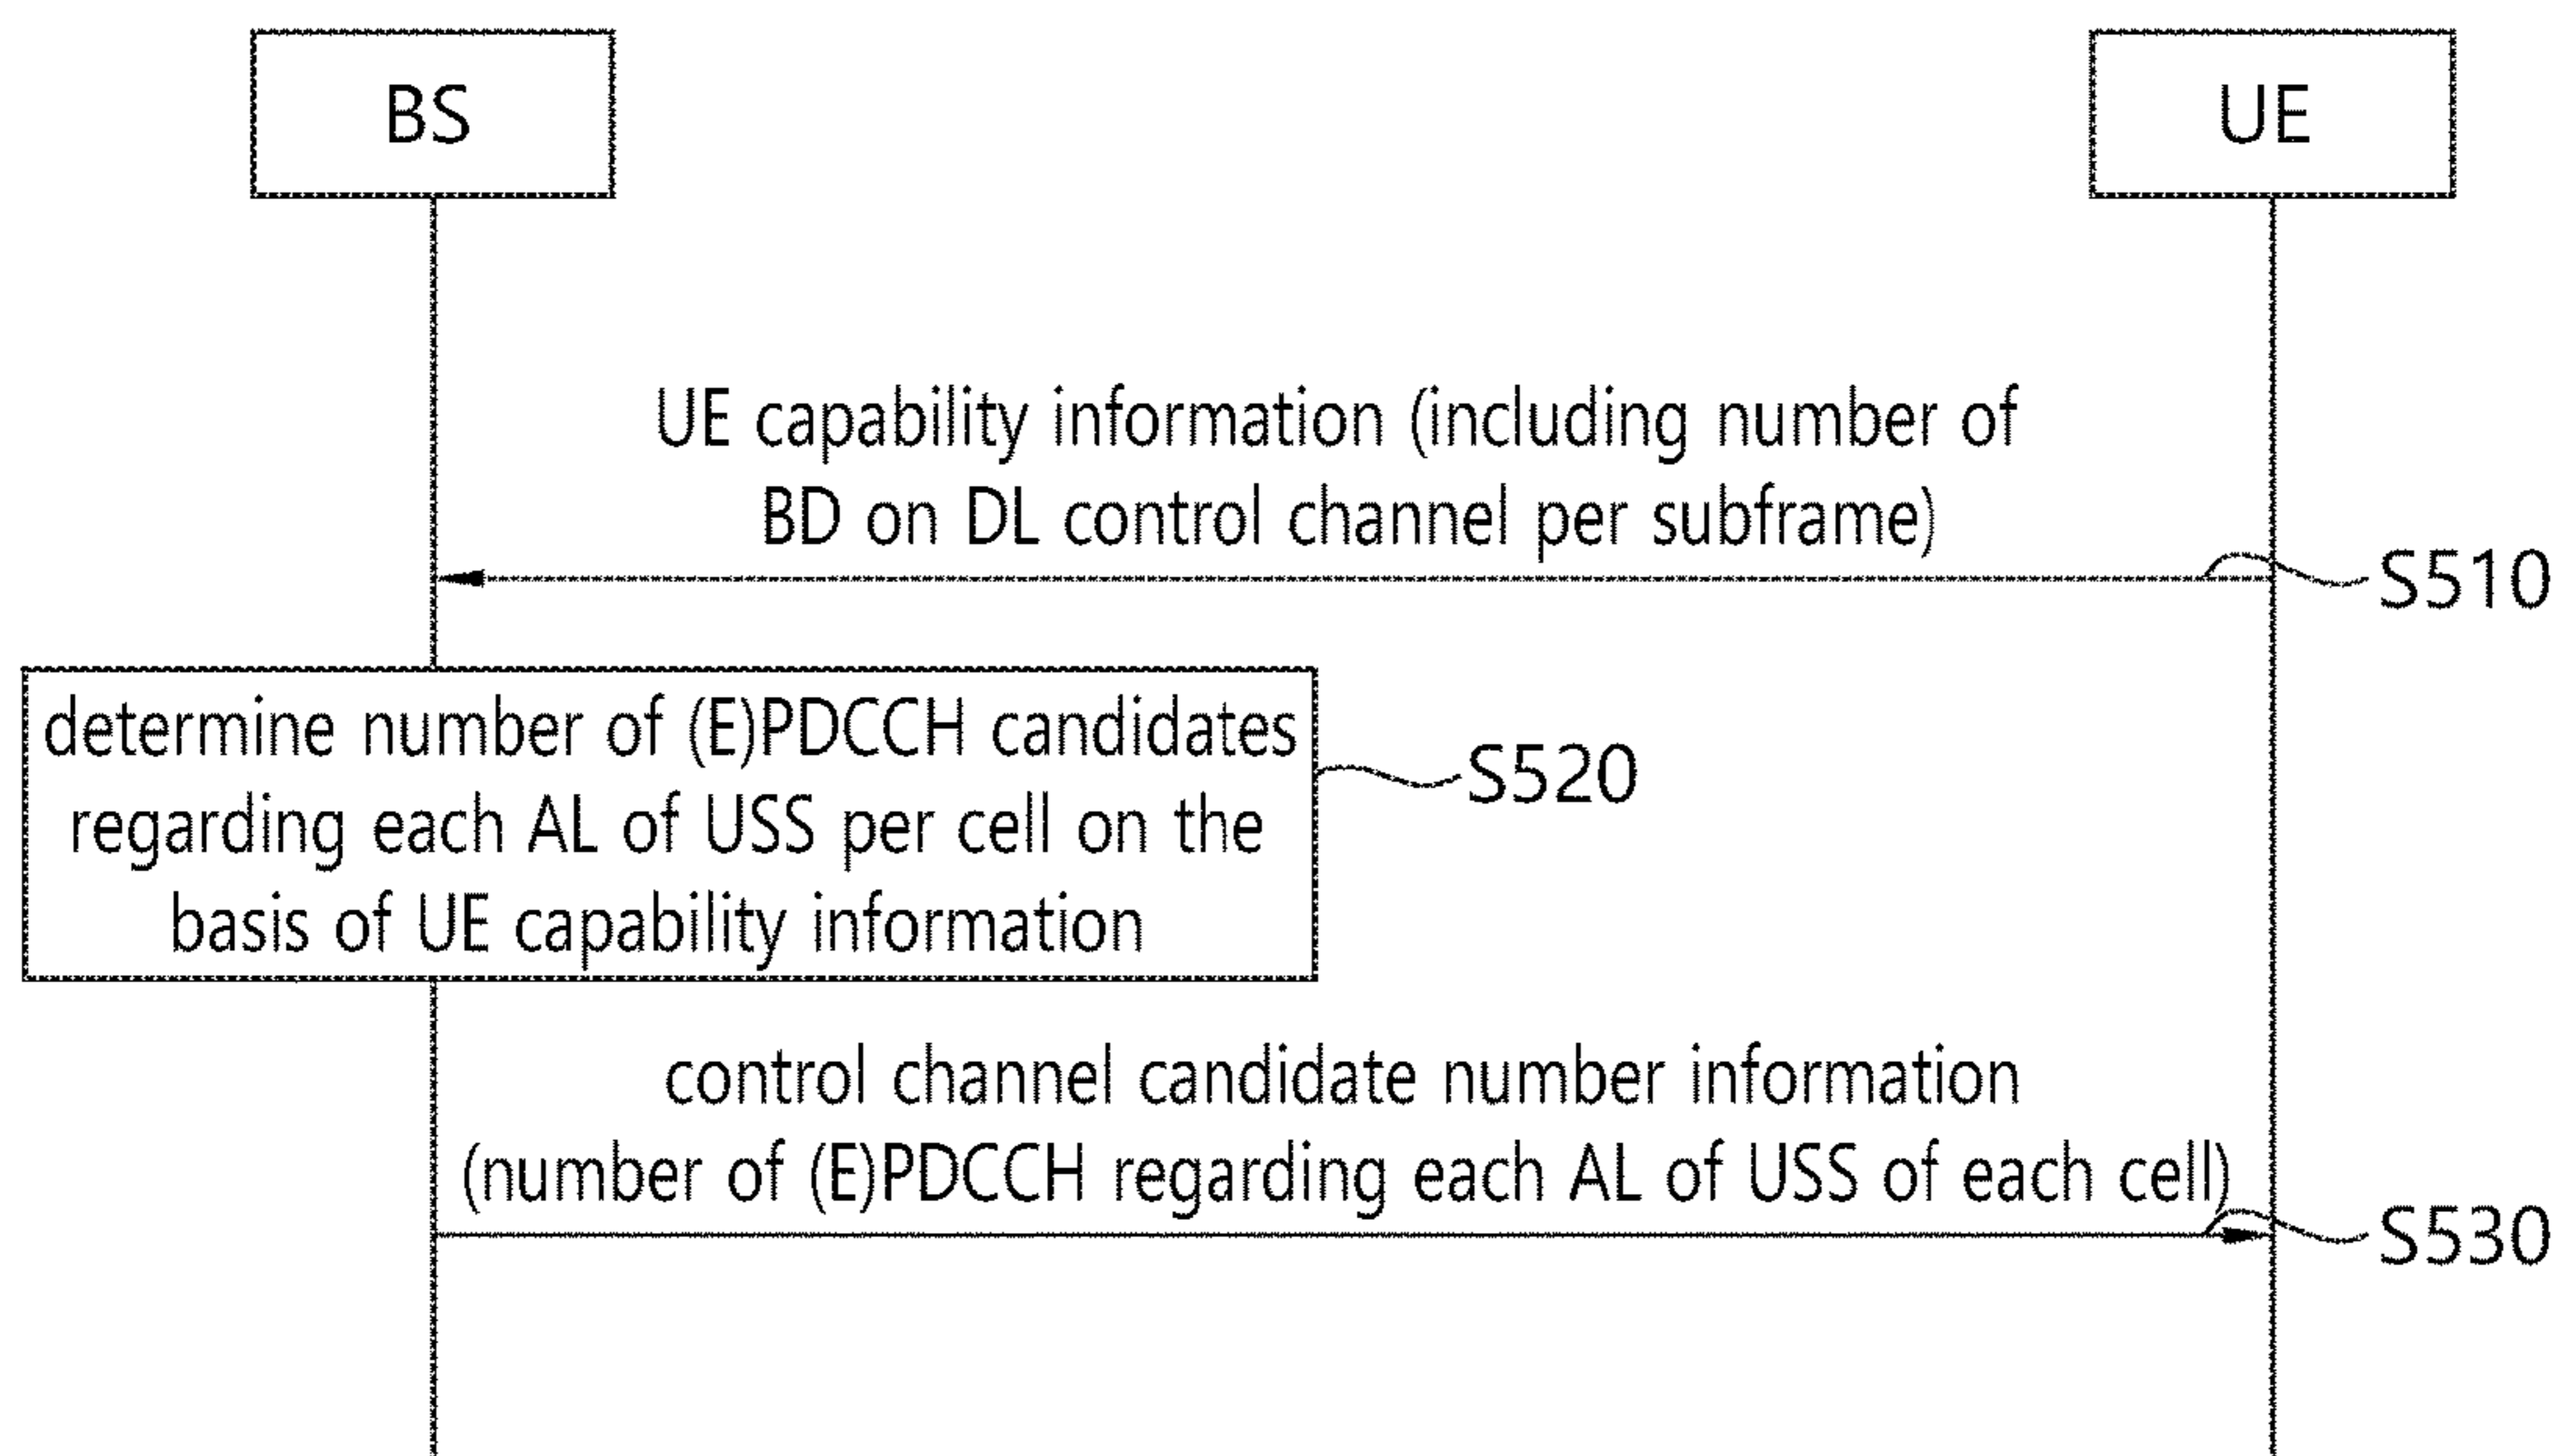 BS
UE
UE capability information (including number of
BD on DL control channel per subframe)
S510
determine number of (E)PDCCH candidates
regarding each AL of USS per cell on the
basis of UE capability information
S520
control channel candidate number information
(number of (E)PDCCH regarding each AL of USS of each cell)
S530